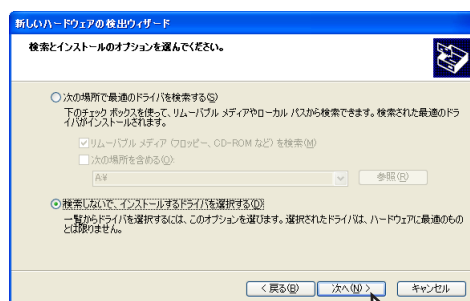 新しいハードウェアの検出ウィザード
検索とインストールのオプションを選んでください。
次の場所で最適のドライバを検索する(S)
下のチェック ボックスを使って、リムーバブル メディアやローカル パスから検索できます。検索された最適のドラ
イバがインストールされます。
リムーバブル メディア (フロッピー、CD-ROM など) を検索(M)
次の場所を含める(O):
A:¥
参照(R)
検索しないで、インストールするドライバを選択する(D)
一覧からドライバを選択するには、このオプションを選びます。選択されたドライバは、ハードウェアに最適のもの
とは限りません。
< 戻る(B)
次へ(N) >
キャンセル